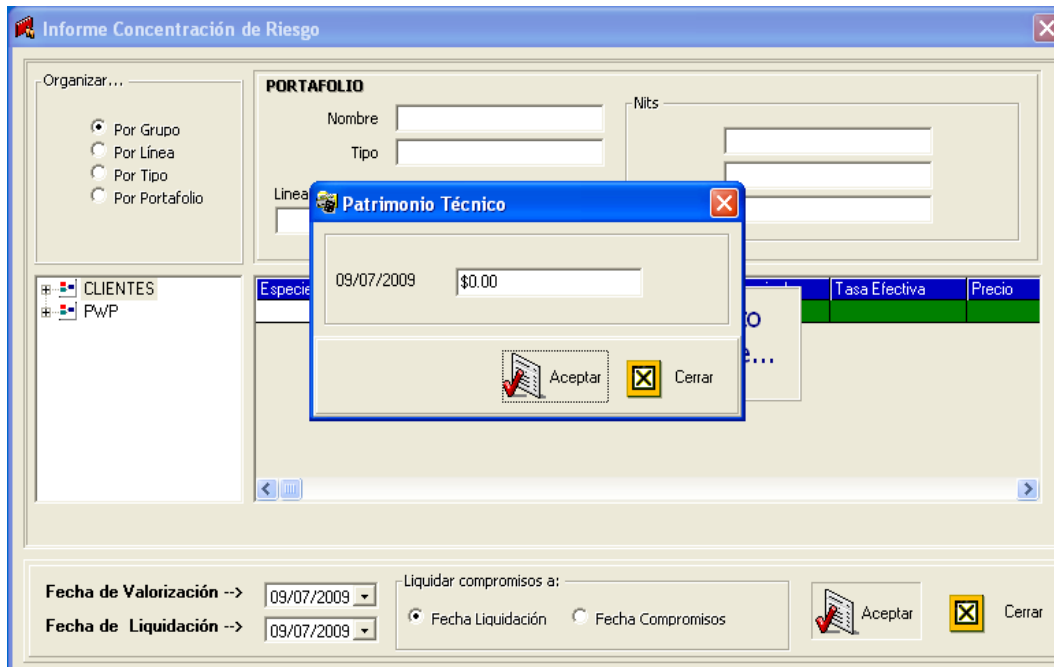 Informe Concentración de Riesgo
Organizar...
Por Grupo
Por Línea
Por Tipo
Por Portafolio
PORTAFOLIO
Nombre
Tipo
Linea
Nits
Patrimonio Técnico
09/07/2009
$0.00
Aceptar
Cerrar
CLIENTES
PWP
Especie
Tasa Efectiva
Precio
Fecha de Valorización -->
09/07/2009
Fecha de Liquidación -->
09/07/2009
Liquidar compromisos a:
Fecha Liquidación
Fecha Compromisos
Aceptar
Cerrar